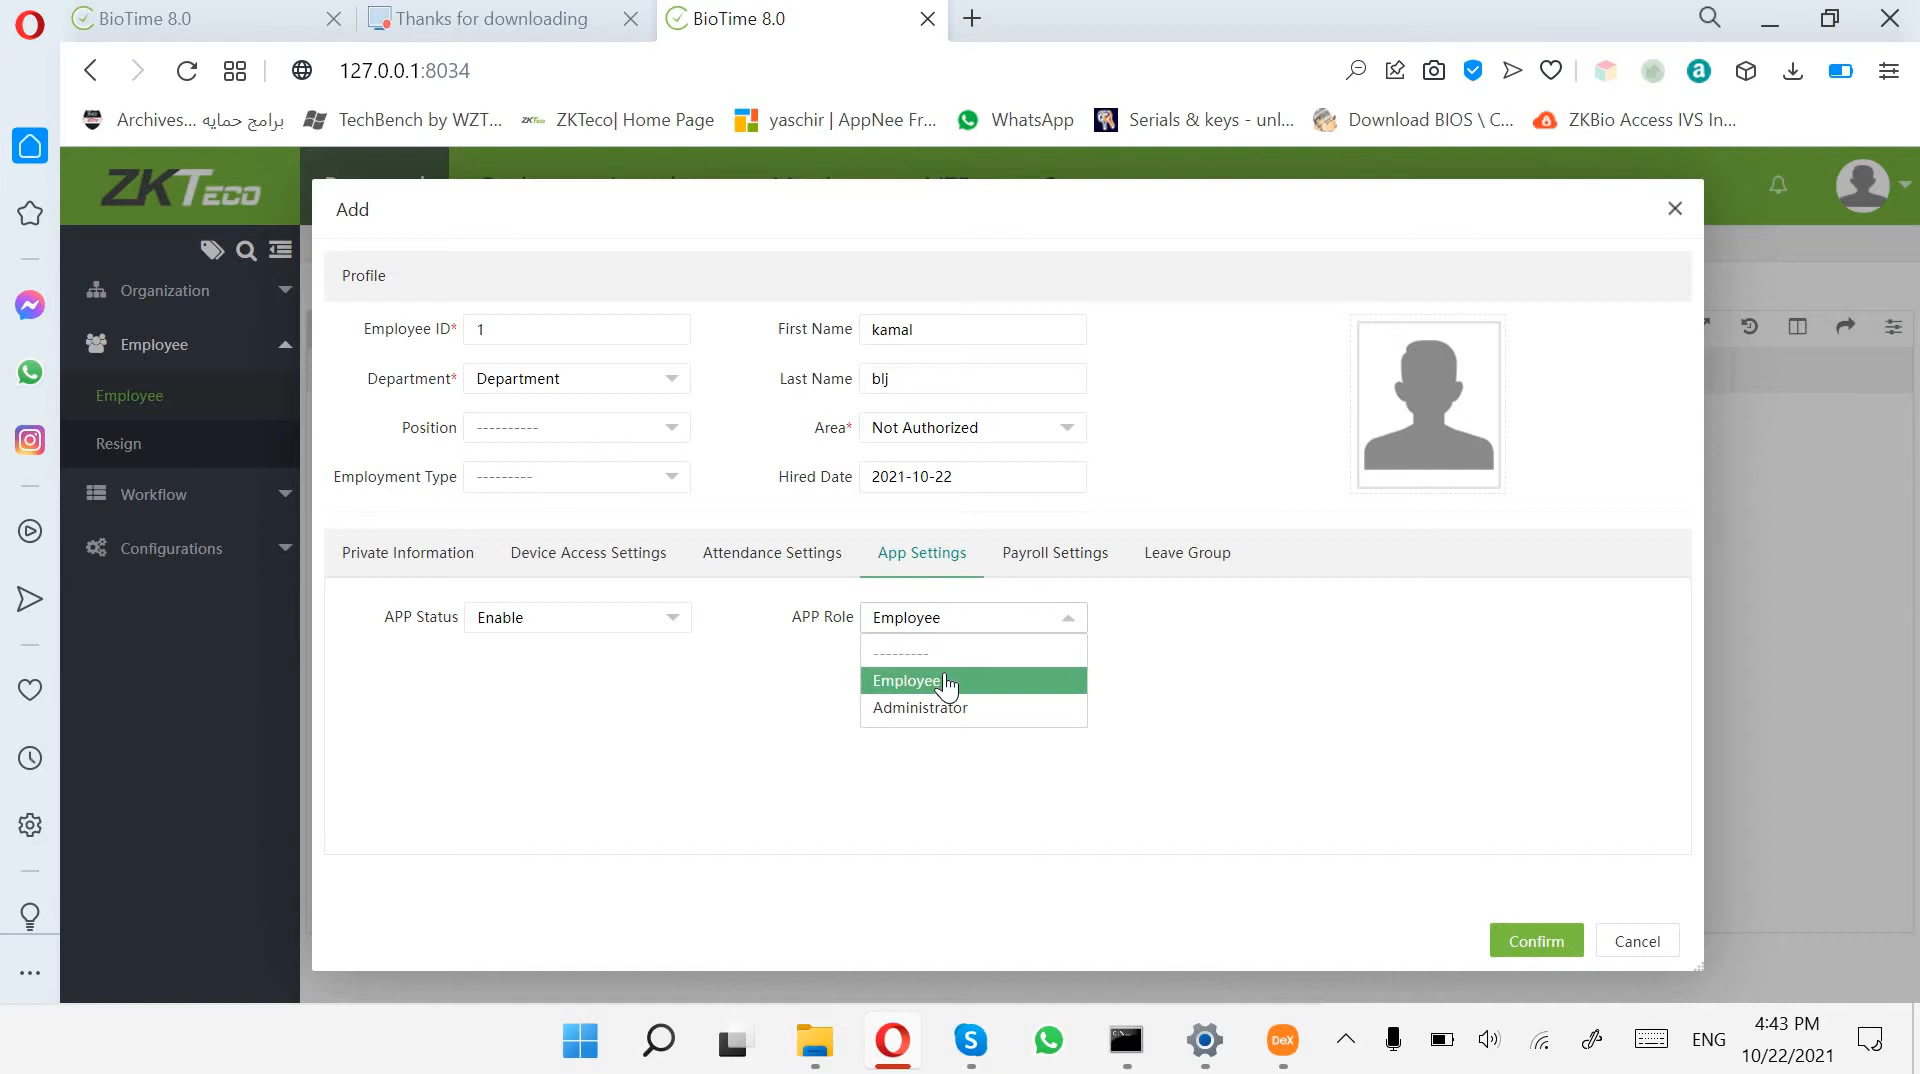 BioTime 8.0
Thanks for downloading
BioTime 8.0
127.0.0.1:8034
Archives... برامج حمايه
TechBench by WZT...
ZKTeco| Home Page
yaschir | AppNee Fr...
WhatsApp
Serials & keys - unl...
Download BIOS \ C...
ZKBio Access IVS In...
ZKTeco
Add
Profile
Employee ID* 1
First Name kamal
Department* Department
Last Name blj
Position ----------
Area* Not Authorized
Employment Type ---------
Hired Date 2021-10-22
Organization
Employee
Employee
Resign
Workflow
Configurations
Private Information
Device Access Settings
Attendance Settings
App Settings
Payroll Settings
Leave Group
APP Status Enable
APP Role Employee
---------
Employee
Administrator
Confirm
Cancel
DeX
ENG
4:43 PM
10/22/2021